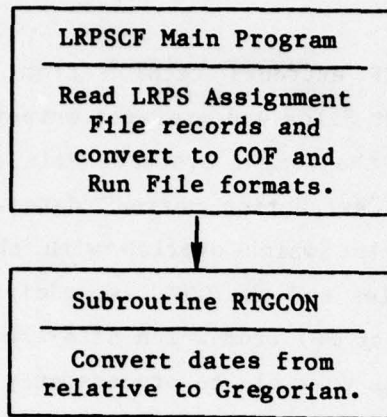 LRPSCF Main Program
Read LRPS Assignment
File records and
convert to COF and
Run File formats.
Subroutine RTGCON
Convert dates from
relative to Gregorian.